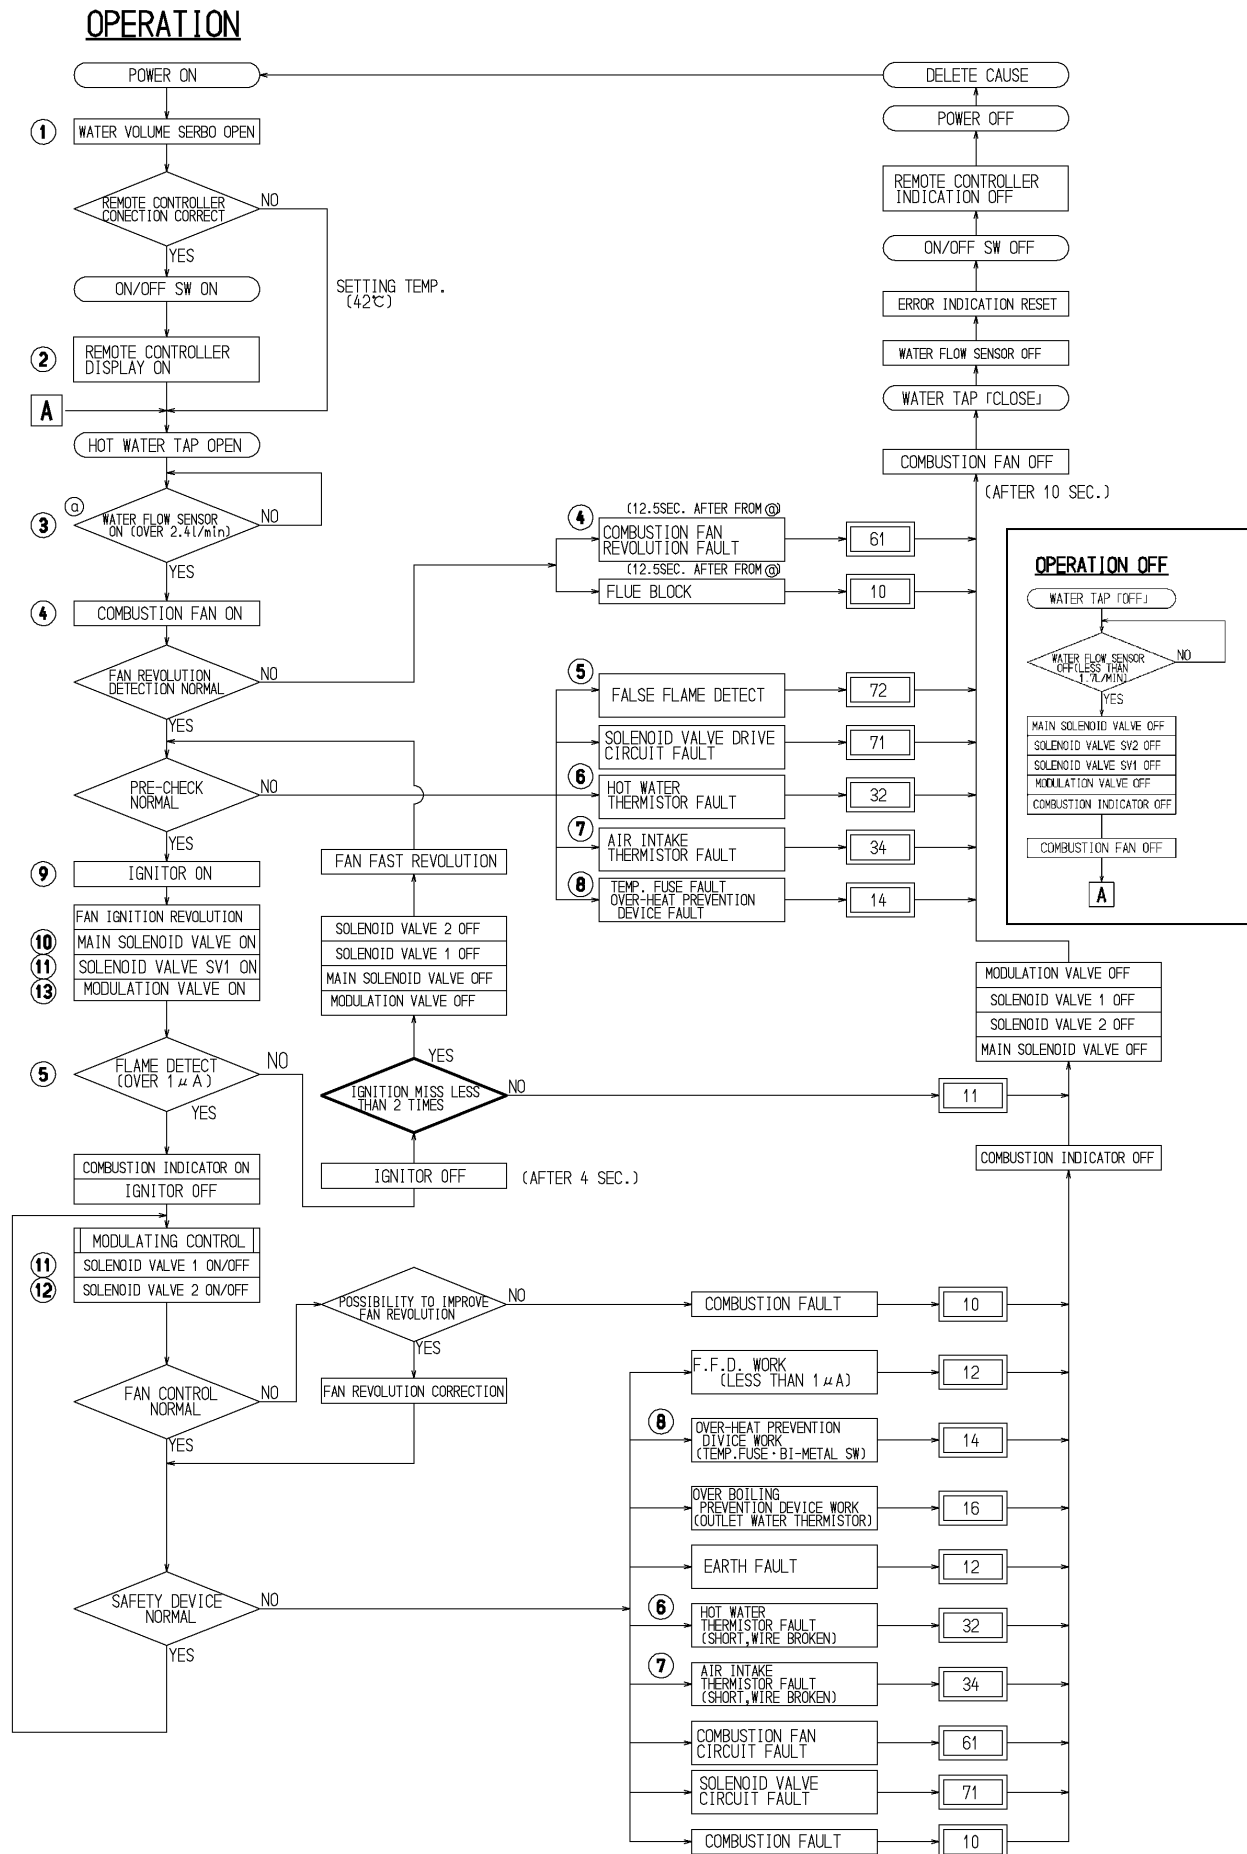 OPERATION
POWER ON
① WATER VOLUME SERBO OPEN
REMOTE CONTROLLER
CONECTION CORRECT
NO
YES
ON/OFF SW ON
SETTING TEMP.
(42℃)
② REMOTE CONTROLLER
DISPLAY ON
A
HOT WATER TAP OPEN
ⓐ
③ WATER FLOW SENSOR
ON (OVER 2.4l/min)
NO
YES
④ COMBUSTION FAN ON
FAN REVOLUTION
DETECTION NORMAL
NO
YES
PRE-CHECK
NORMAL
NO
YES
⑨ IGNITOR ON
FAN IGNITION REVOLUTION
⑩ MAIN SOLENOID VALVE ON
⑪ SOLENOID VALVE SV1 ON
⑬ MODULATION VALVE ON
⑤ FLAME DETECT
(OVER 1μA)
NO
YES
COMBUSTION INDICATOR ON
IGNITOR OFF
MODULATING CONTROL
⑪ SOLENOID VALVE 1 ON/OFF
⑫ SOLENOID VALVE 2 ON/OFF
FAN CONTROL
NORMAL
NO
YES
SAFETY DEVICE
NORMAL
NO
YES
FAN FAST REVOLUTION
SOLENOID VALVE 2 OFF
SOLENOID VALVE 1 OFF
MAIN SOLENOID VALVE OFF
MODULATION VALVE OFF
YES
IGNITION MISS LESS
THAN 2 TIMES
NO
11
IGNITOR OFF
(AFTER 4 SEC.)
POSSIBILITY TO IMPROVE
FAN REVOLUTION
NO
YES
FAN REVOLUTION CORRECTION
(12.5SEC. AFTER FROM ⓐ)
④ COMBUSTION FAN
REVOLUTION FAULT
61
(12.5SEC. AFTER FROM ⓐ)
FLUE BLOCK
10
⑤ FALSE FLAME DETECT
72
SOLENOID VALVE DRIVE
CIRCUIT FAULT
71
⑥ HOT WATER
THERMISTOR FAULT
32
⑦ AIR INTAKE
THERMISTOR FAULT
34
⑧ TEMP. FUSE FAULT
OVER-HEAT PREVENTION
DEVICE FAULT
14
COMBUSTION FAULT
10
F.F.D. WORK
(LESS THAN 1μA)
12
⑧ OVER-HEAT PREVENTION
DIVICE WORK
(TEMP.FUSE・BI-METAL SW)
14
OVER BOILING
PREVENTION DEVICE WORK
(OUTLET WATER THERMISTOR)
16
EARTH FAULT
12
⑥ HOT WATER
THERMISTOR FAULT
(SHORT,WIRE BROKEN)
32
⑦ AIR INTAKE
THERMISTOR FAULT
(SHORT,WIRE BROKEN)
34
COMBUSTION FAN
CIRCUIT FAULT
61
SOLENOID VALVE
CIRCUIT FAULT
71
COMBUSTION FAULT
10
DELETE CAUSE
POWER OFF
REMOTE CONTROLLER
INDICATION OFF
ON/OFF SW OFF
ERROR INDICATION RESET
WATER FLOW SENSOR OFF
WATER TAP「CLOSE」
COMBUSTION FAN OFF
(AFTER 10 SEC.)
MODULATION VALVE OFF
SOLENOID VALVE 1 OFF
SOLENOID VALVE 2 OFF
MAIN SOLENOID VALVE OFF
COMBUSTION INDICATOR OFF
OPERATION OFF
WATER TAP「OFF」
WATER FLOW SENSOR
OFF(LESS THAN
1.7L/MIN)
NO
YES
MAIN SOLENOID VALVE OFF
SOLENOID VALVE SV2 OFF
SOLENOID VALVE SV1 OFF
MODULATION VALVE OFF
COMBUSTION INDICATOR OFF
COMBUSTION FAN OFF
A